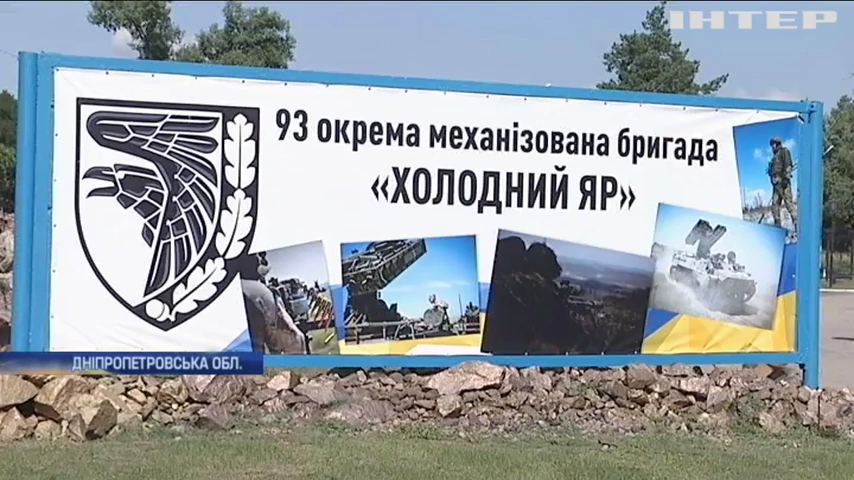 ІНТЕР
93 окрема механізована бригада
«ХОЛОДНИЙ ЯР»
ДНІПРОПЕТРОВСЬКА ОБЛ.